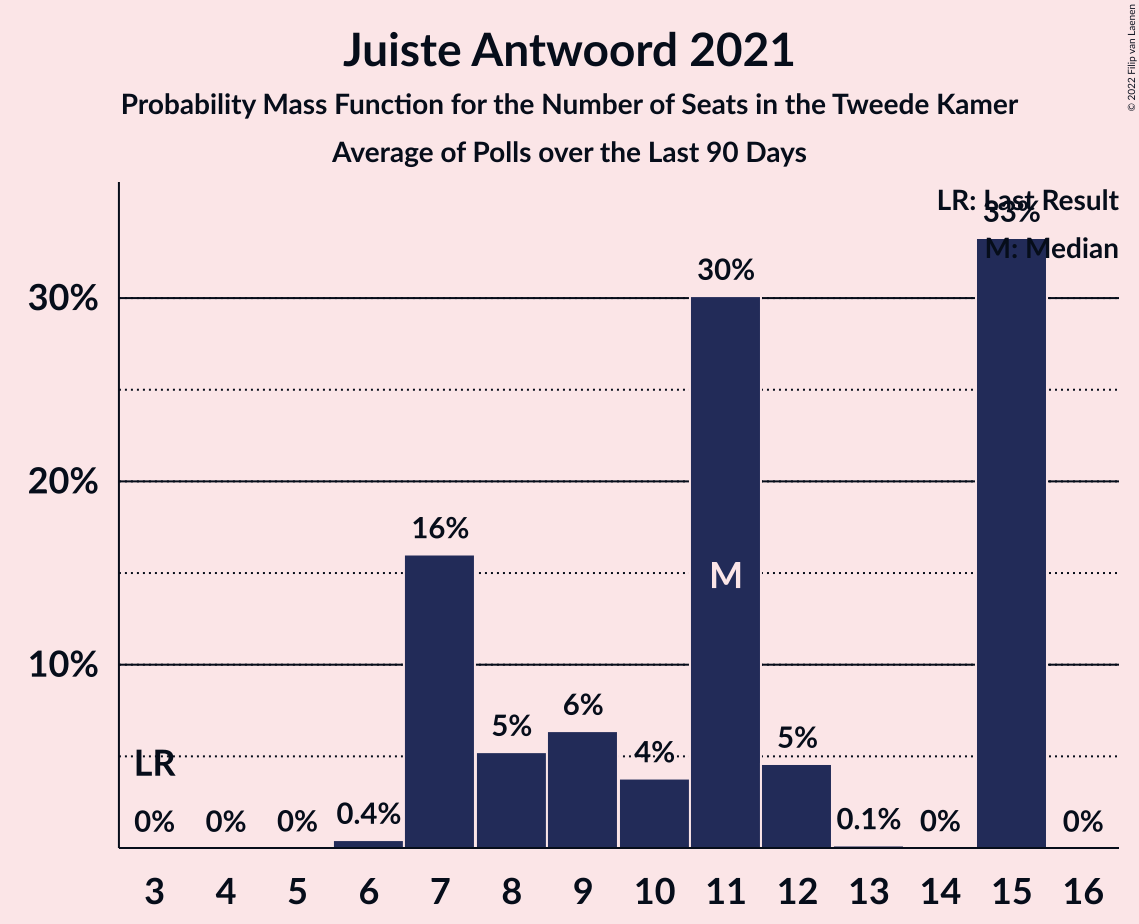 Juiste Antwoord 2021
Probability Mass Function for the Number of Seats in the Tweede Kamer
Average of Polls over the Last 90 Days
© 2022 Filip van Laenen
LR: Last Result
M: Median
33%
30%
30%
20%
16%
M
10%
5%
6%
4%
5%
LR
0%
0%
0%
0.4%
0.1%
0%
0%
3 4 5 6 7 8 9 10 11 12 13 14 15 16